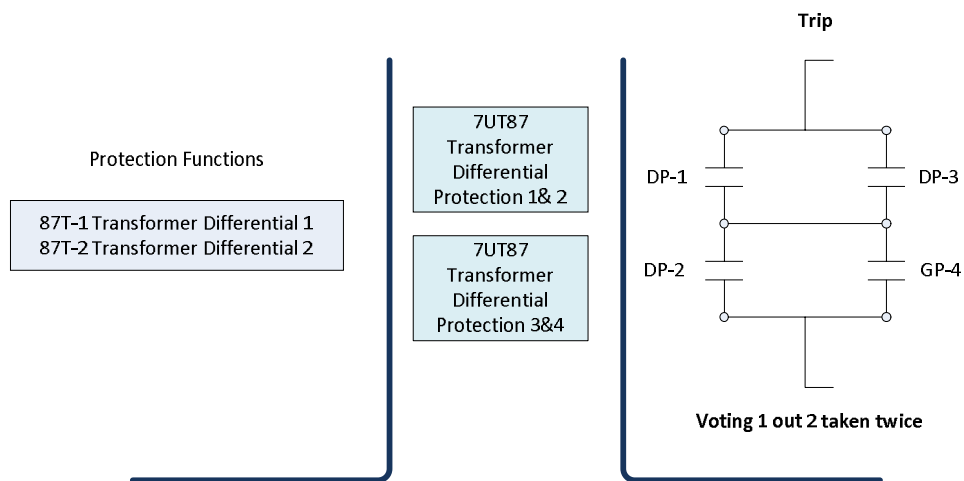 Trip
Protection Functions
87T-1 Transformer Differential 1
87T-2 Transformer Differential 2
7UT87
Transformer
Differential
Protection 1& 2
7UT87
Transformer
Differential
Protection 3&4
DP-1
DP-3
DP-2
GP-4
Voting 1 out 2 taken twice